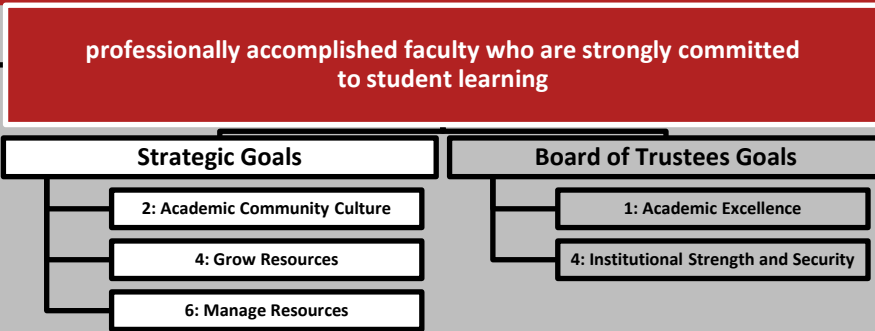 professionally accomplished faculty who are strongly committed
to student learning
Strategic Goals
2: Academic Community Culture
4: Grow Resources
6: Manage Resources
Board of Trustees Goals
1: Academic Excellence
4: Institutional Strength and Security